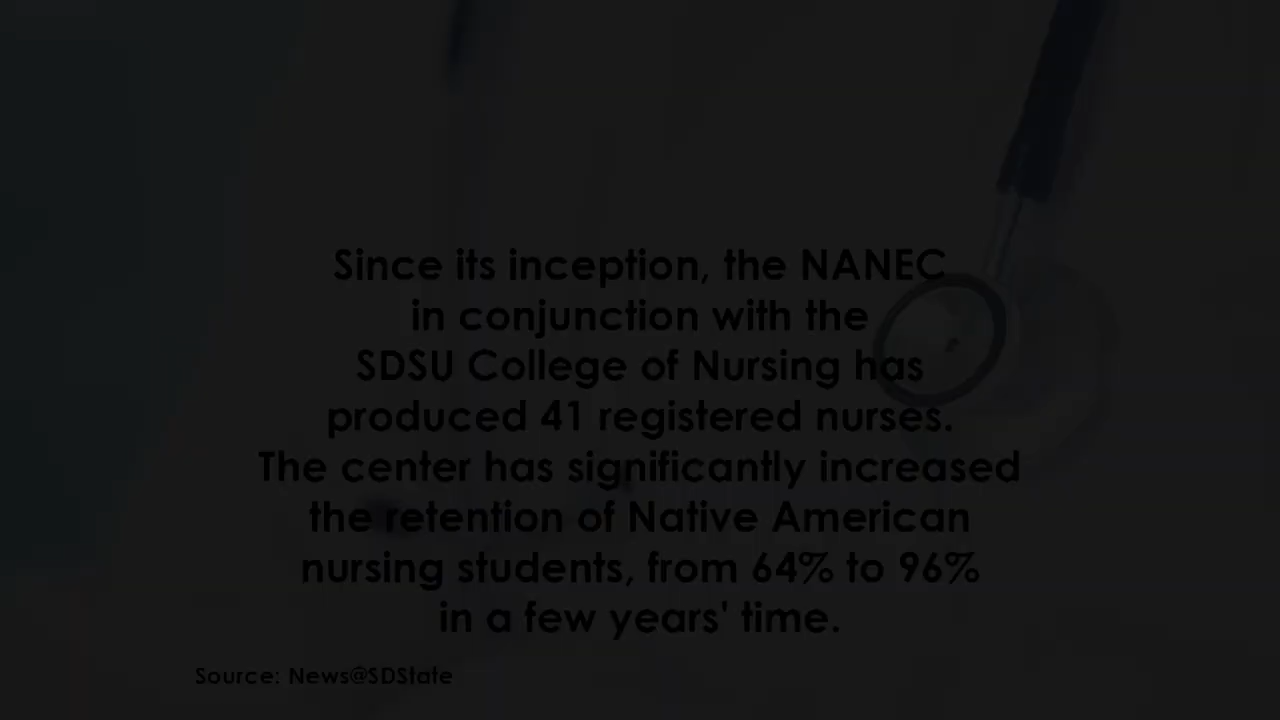 Since its inception, the NANEC
in conjunction with the
SDSU College of Nursing has
produced 41 registered nurses.
The center has significantly increased
the retention of Native American
nursing students, from 64% to 96%
in a few years' time.
Source: News@SDState